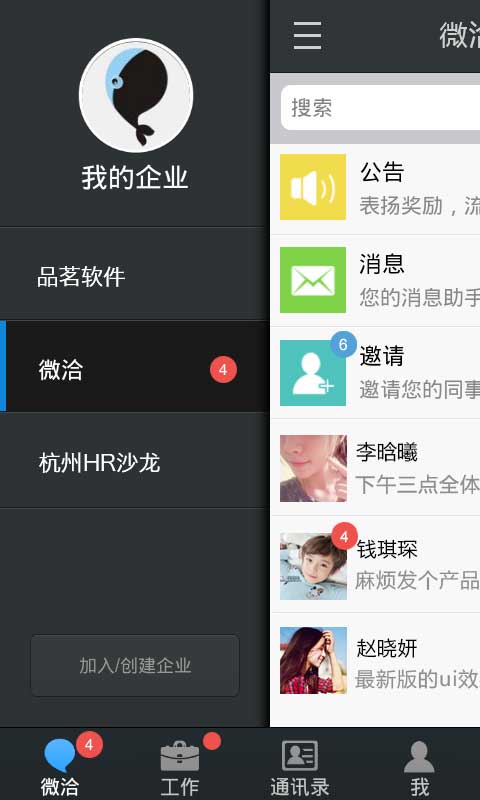 我的企业
品茗软件
微洽
4
杭州HR沙龙
加入/创建企业
微
搜索
公告
表扬奖励，流
消息
您的消息助手
6
邀请
邀请您的同事
李晗曦
下午三点全体
4
钱琪琛
麻烦发个产品
赵晓妍
最新版的ui效
4
微洽
工作
通讯录
我